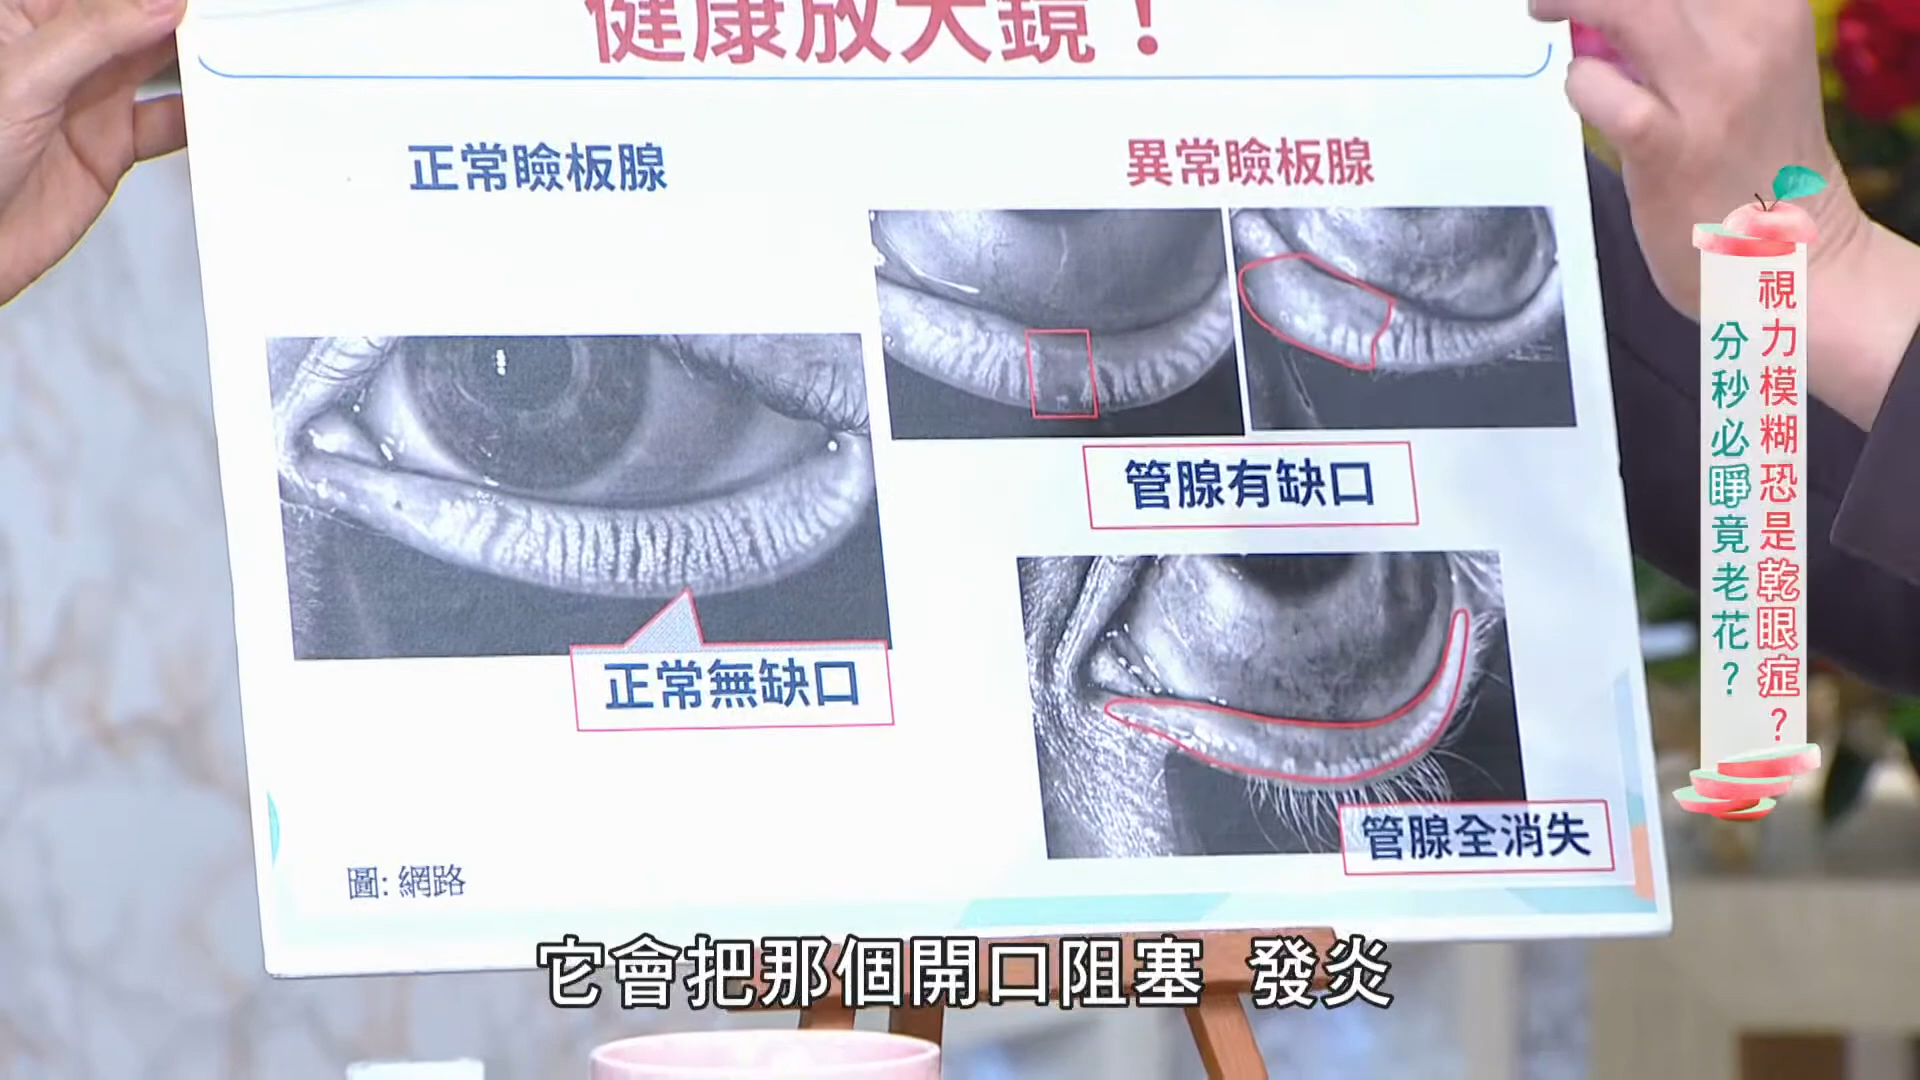 健康放大鏡！
正常瞼板腺
異常瞼板腺
管腺有缺口
正常無缺口
管腺全消失
圖:網路
視力模糊恐是乾眼症？
分秒必睜竟老花？
它會把那個開口阻塞 發炎